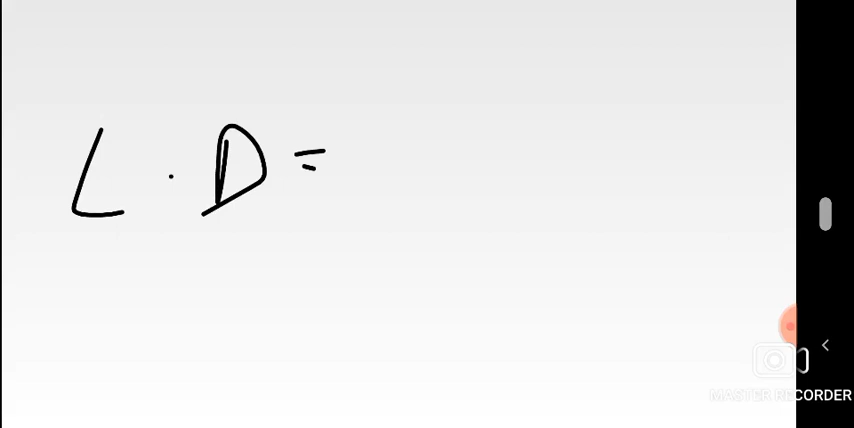 L . D =
MASTER RECORDER